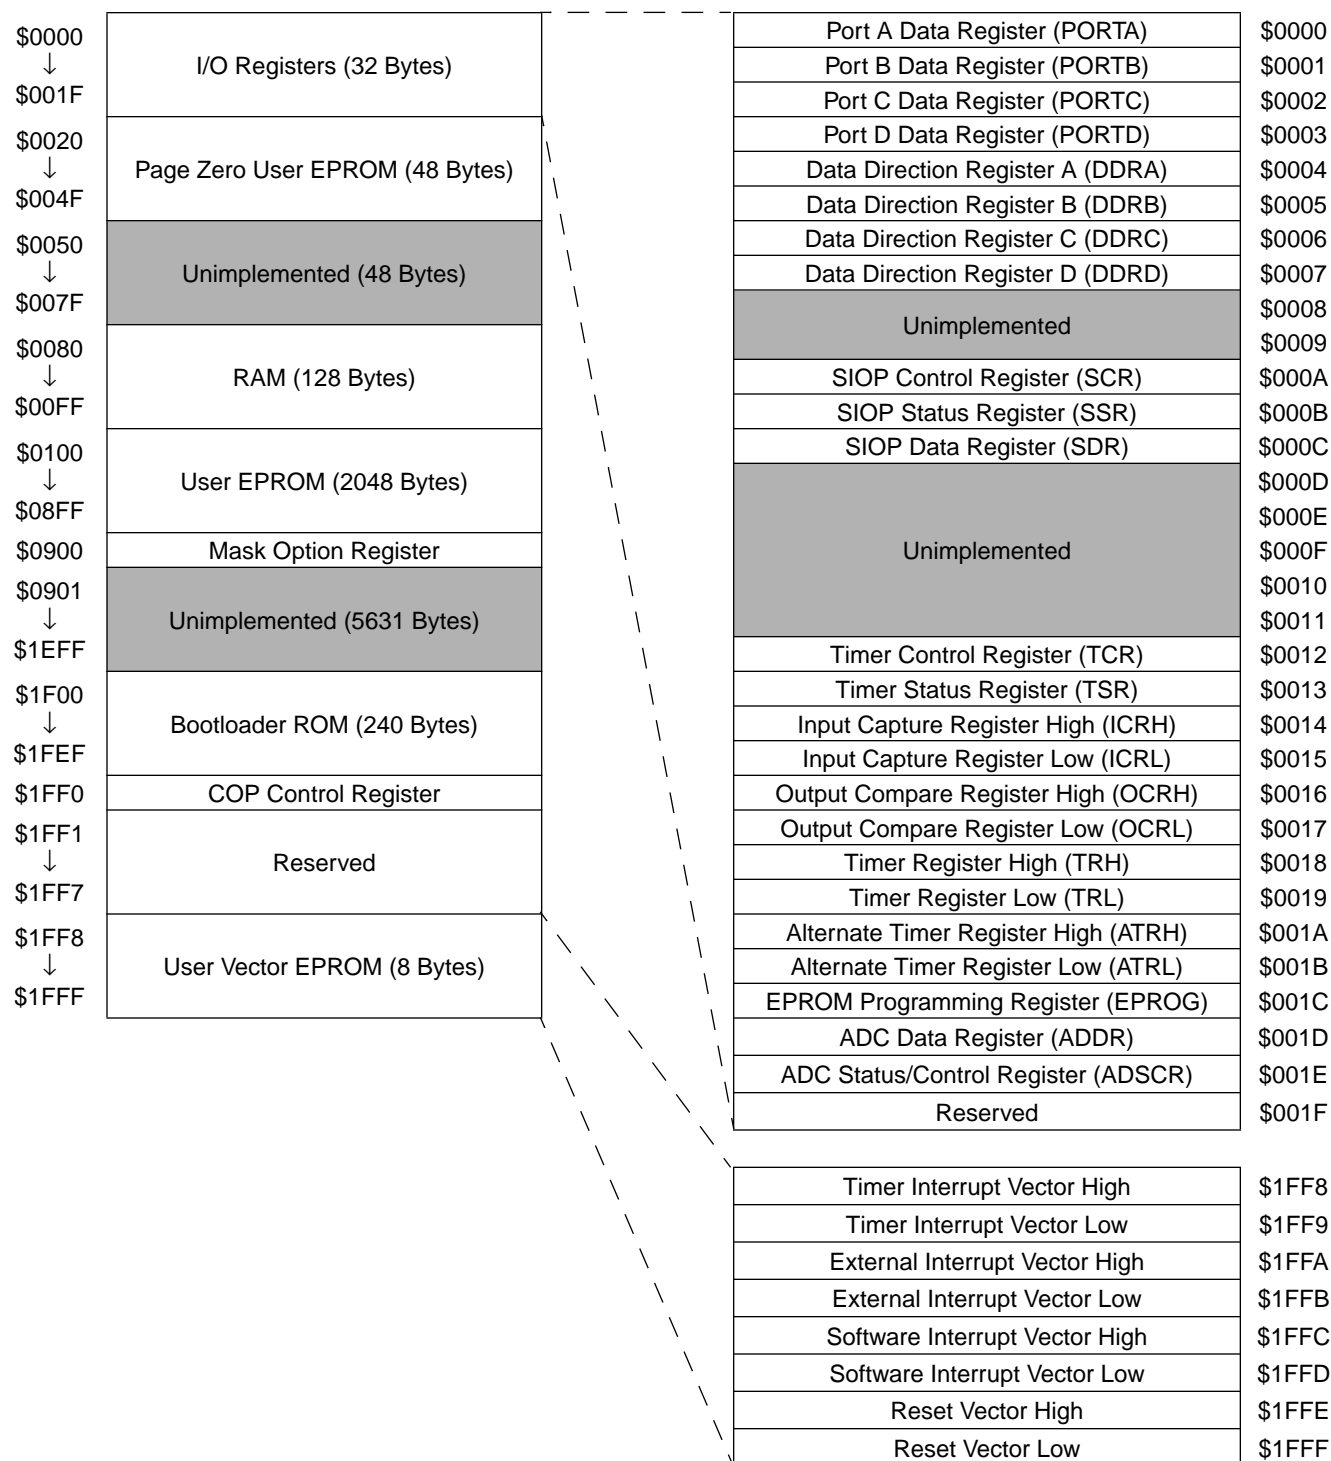 $0000
↓
$001F
I/O Registers (32 Bytes)
$0020
↓
$004F
Page Zero User EPROM (48 Bytes)
$0050
↓
$007F
Unimplemented (48 Bytes)
$0080
↓
$00FF
RAM (128 Bytes)
$0100
↓
$08FF
User EPROM (2048 Bytes)
$0900
Mask Option Register
$0901
↓
$1EFF
Unimplemented (5631 Bytes)
$1F00
↓
$1FEF
Bootloader ROM (240 Bytes)
$1FF0
COP Control Register
$1FF1
↓
$1FF7
Reserved
$1FF8
↓
$1FFF
User Vector EPROM (8 Bytes)
Port A Data Register (PORTA) $0000
Port B Data Register (PORTB) $0001
Port C Data Register (PORTC) $0002
Port D Data Register (PORTD) $0003
Data Direction Register A (DDRA) $0004
Data Direction Register B (DDRB) $0005
Data Direction Register C (DDRC) $0006
Data Direction Register D (DDRD) $0007
Unimplemented
$0008
$0009
SIOP Control Register (SCR) $000A
SIOP Status Register (SSR) $000B
SIOP Data Register (SDR) $000C
Unimplemented
$000D
$000E
$000F
$0010
$0011
Timer Control Register (TCR) $0012
Timer Status Register (TSR) $0013
Input Capture Register High (ICRH) $0014
Input Capture Register Low (ICRL) $0015
Output Compare Register High (OCRH) $0016
Output Compare Register Low (OCRL) $0017
Timer Register High (TRH) $0018
Timer Register Low (TRL) $0019
Alternate Timer Register High (ATRH) $001A
Alternate Timer Register Low (ATRL) $001B
EPROM Programming Register (EPROG) $001C
ADC Data Register (ADDR) $001D
ADC Status/Control Register (ADSCR) $001E
Reserved $001F
Timer Interrupt Vector High $1FF8
Timer Interrupt Vector Low $1FF9
External Interrupt Vector High $1FFA
External Interrupt Vector Low $1FFB
Software Interrupt Vector High $1FFC
Software Interrupt Vector Low $1FFD
Reset Vector High $1FFE
Reset Vector Low $1FFF